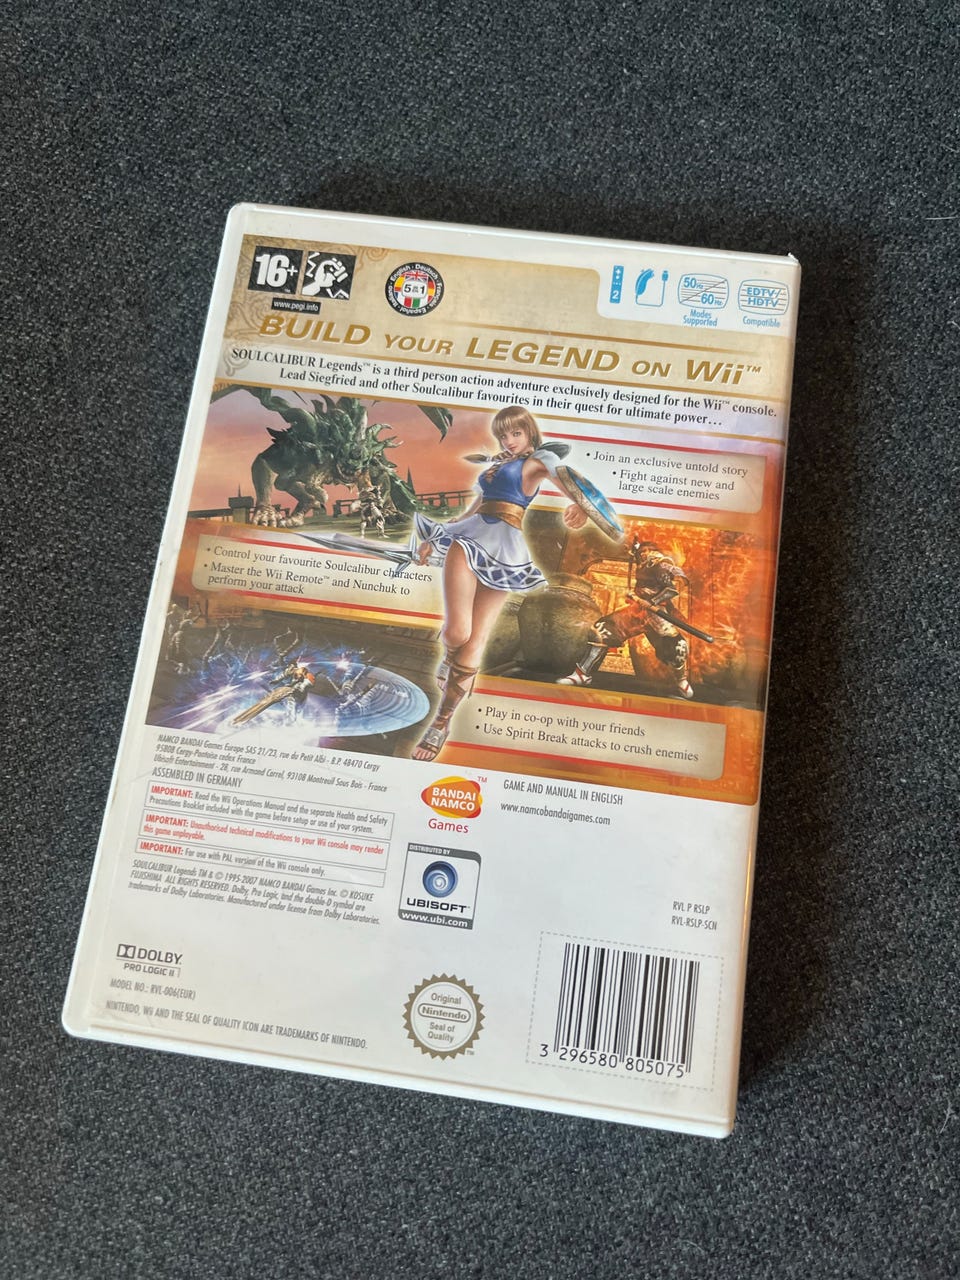 16+
www.pegi.info
English • Deutsch • Français • Español • Italiano
5 in 1
2
50Hz
60Hz
Modes
Supported
EDTV/
HDTV
Compatible
BUILD YOUR LEGEND ON Wii™
SOULCALIBUR Legends™ is a third person action adventure exclusively designed for the Wii™ console.
Lead Siegfried and other Soulcalibur favourites in their quest for ultimate power…
• Join an exclusive untold story
• Fight against new and
large scale enemies
• Control your favourite Soulcalibur characters
• Master the Wii Remote™ and Nunchuk to
perform your attack
• Play in co-op with your friends
• Use Spirit Break attacks to crush enemies
NAMCO BANDAI Games Europe SAS 21/23, rue du Petit Albi - B.P. 48470 Cergy
95808 Cergy-Pontoise cedex France
Ubisoft Entertainment - 28, rue Armand Carrel, 93108 Montreuil Sous Bois - France
ASSEMBLED IN GERMANY
IMPORTANT: Read the Wii Operations Manual and the separate Health and Safety
Precautions Booklet included with the game before setup or use of your system.
IMPORTANT: Unauthorised technical modifications to your Wii console may render
this game unplayable.
IMPORTANT: For use with PAL version of the Wii console only.
SOULCALIBUR Legends TM & © 1995-2007 NAMCO BANDAI Games Inc. © KOSUKE
FUJISHIMA ALL RIGHTS RESERVED. Dolby, Pro Logic, and the double-D symbol are
trademarks of Dolby Laboratories. Manufactured under license from Dolby Laboratories.
BANDAI
NAMCO
™
Games
GAME AND MANUAL IN ENGLISH
www.namcobandaigames.com
DISTRIBUTED BY
UBISOFT
www.ubi.com
RVL P RSLP
RVL-RSLP-SCN
DOLBY
PRO LOGIC II
MODEL NO.: RVL-006(EUR)
NINTENDO, Wii AND THE SEAL OF QUALITY ICON ARE TRADEMARKS OF NINTENDO.
Original
Nintendo
Seal of
Quality
™
3 296580 805075